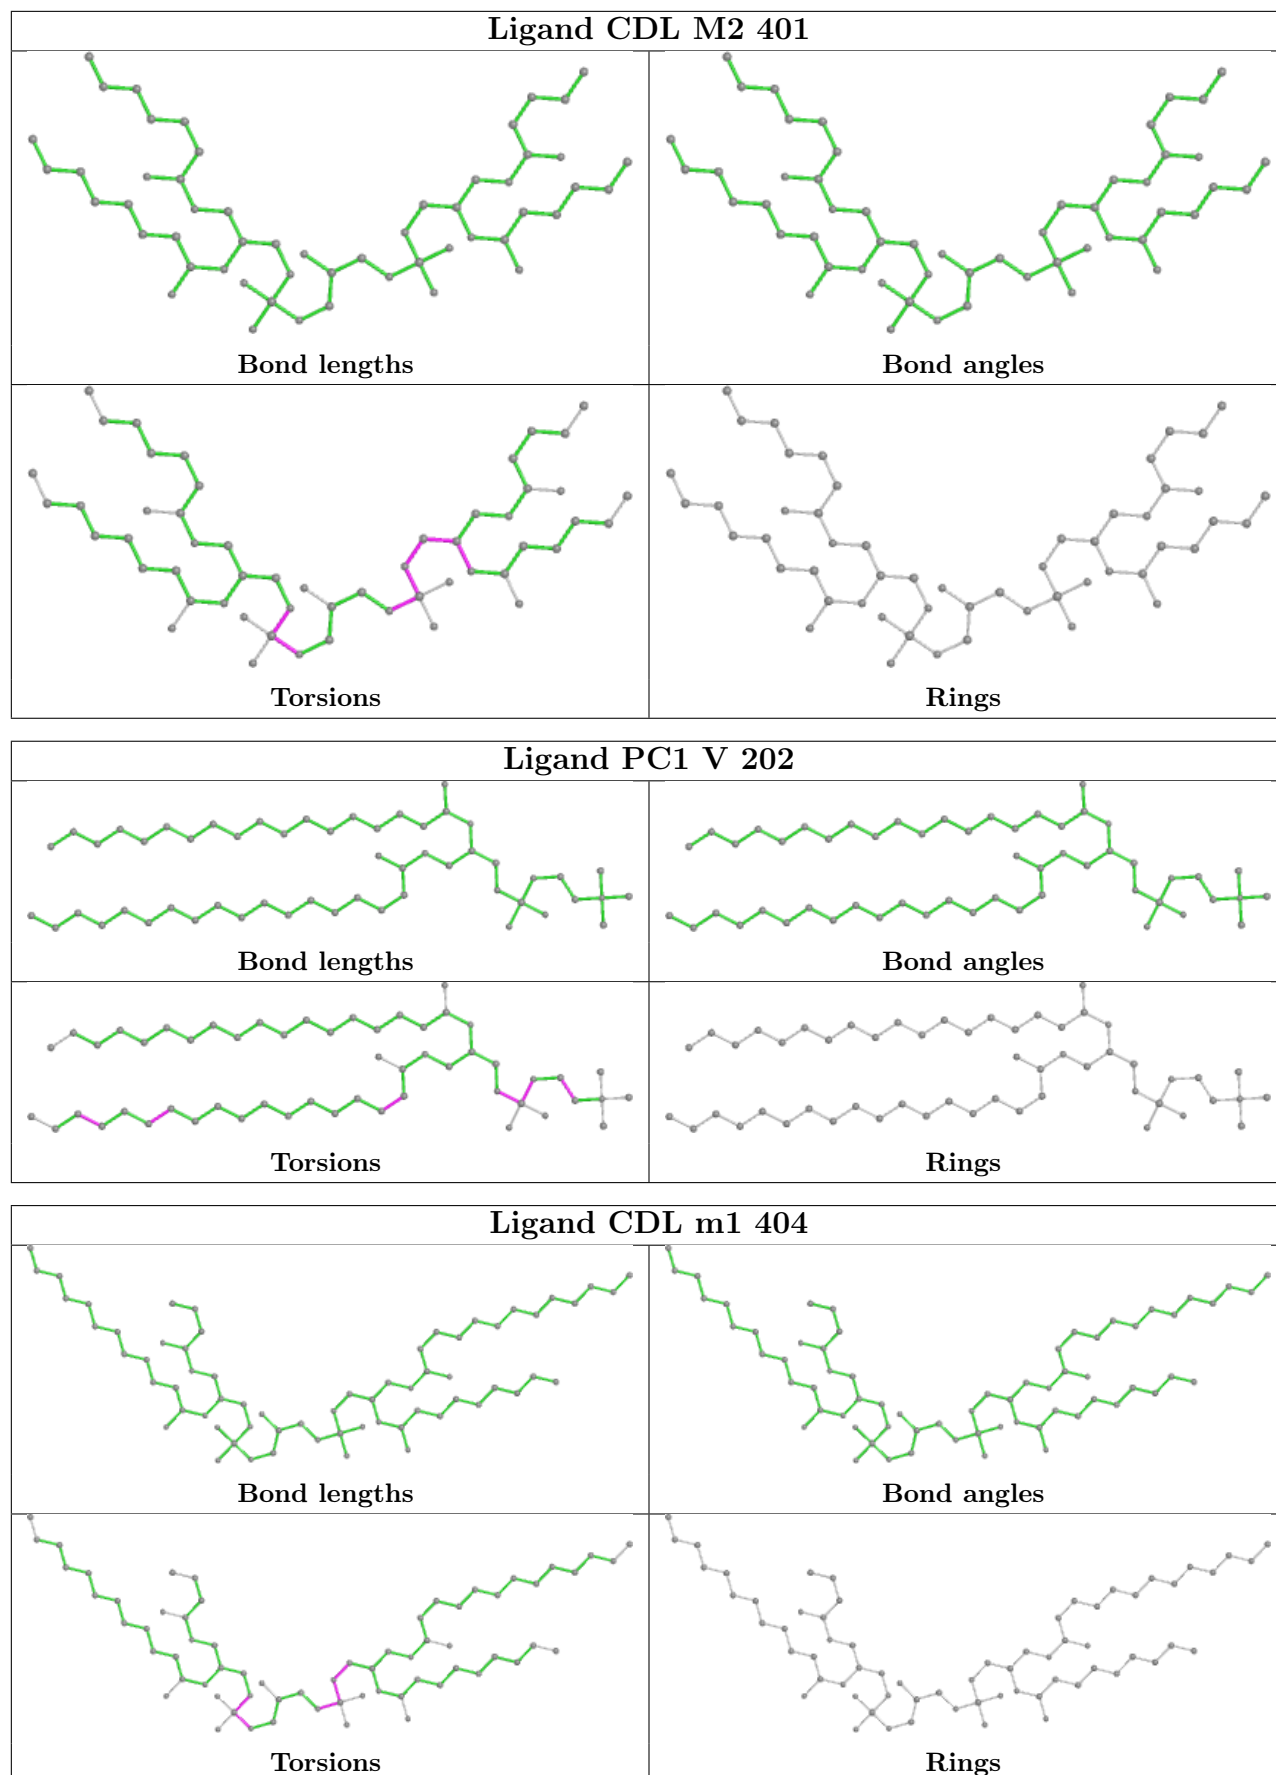 Ligand CDL M2 401
Bond lengths
Bond angles
Torsions
Rings
Ligand PC1 V 202
Bond lengths
Bond angles
Torsions
Rings
Ligand CDL m1 404
Bond lengths
Bond angles
Torsions
Rings